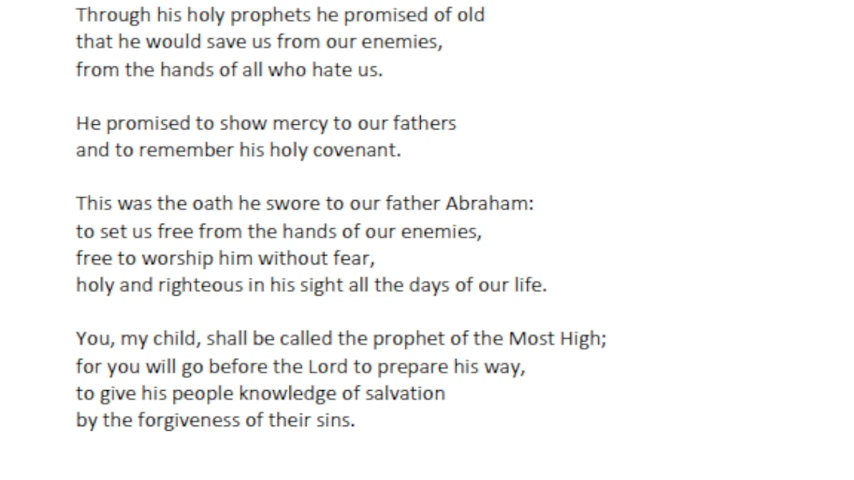 Through his holy prophets he promised of old
that he would save us from our enemies,
from the hands of all who hate us.
He promised to show mercy to our fathers
and to remember his holy covenant.
This was the oath he swore to our father Abraham:
to set us free from the hands of our enemies,
free to worship him without fear,
holy and righteous in his sight all the days of our life.
You, my child, shall be called the prophet of the Most High;
for you will go before the Lord to prepare his way,
to give his people knowledge of salvation
by the forgiveness of their sins.